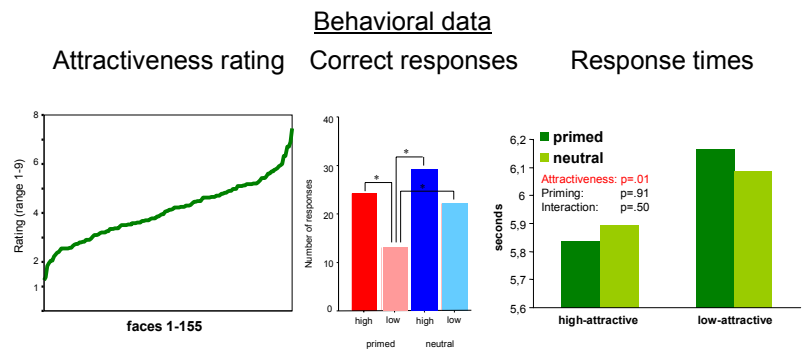 Behavioral data
Attractiveness rating
Correct responses
Response times
Rating (range 1-9)
8
6
4
2
1
faces 1-155
Number of responses
40
30
20
10
0
*
*
*
high
low
high
low
primed
neutral
seconds
6,2
6,1
6
5,9
5,8
5,7
5,6
primed
neutral
Attractiveness: p=.01
Priming: p=.91
Interaction: p=.50
high-attractive
low-attractive